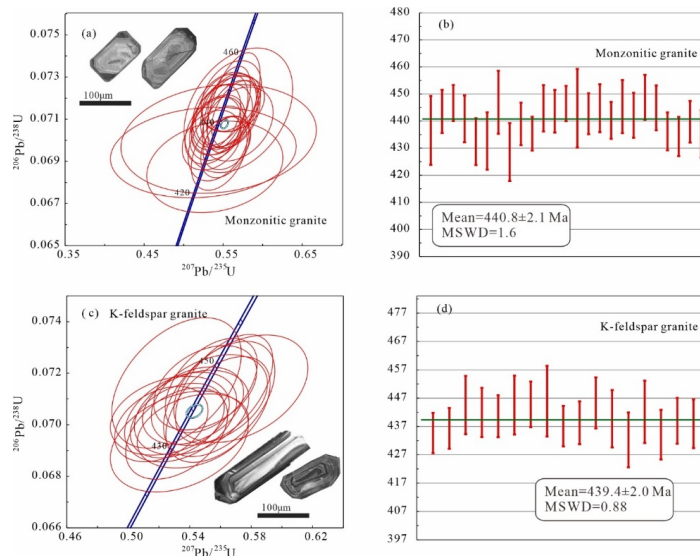 0.076
0.073
0.071
0.069
0.067
0.065
²⁰⁶Pb/²³⁸U
(a)
460
420
100μm
Monzonitic granite
0.35
0.45
0.55
0.65
²⁰⁷Pb/²³⁵U
480
470
460
450
440
430
420
410
400
390
(b)
Monzonitic granite
Mean=440.8±2.1 Ma
MSWD=1.6
0.074
0.072
0.070
0.068
0.066
²⁰⁶Pb/²³⁸U
(c)
K-feldspar granite
450
430
100μm
0.46
0.50
0.54
0.58
0.62
²⁰⁷Pb/²³⁵U
477
467
457
447
437
427
417
407
397
(d)
K-feldspar granite
Mean=439.4±2.0 Ma
MSWD=0.88